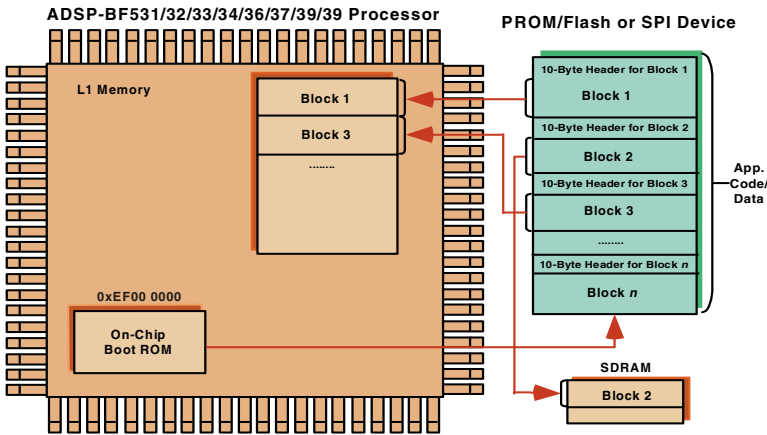 ADSP-BF531/32/33/34/36/37/39/39 Processor
L1 Memory
Block 1
Block 3
........
0xEF00 0000
On-Chip
Boot ROM
PROM/Flash or SPI Device
10-Byte Header for Block 1
Block 1
10-Byte Header for Block 2
Block 2
10-Byte Header for Block 3
Block 3
........
10-Byte Header for Block n
Block n
App.
Code/
Data
SDRAM
Block 2